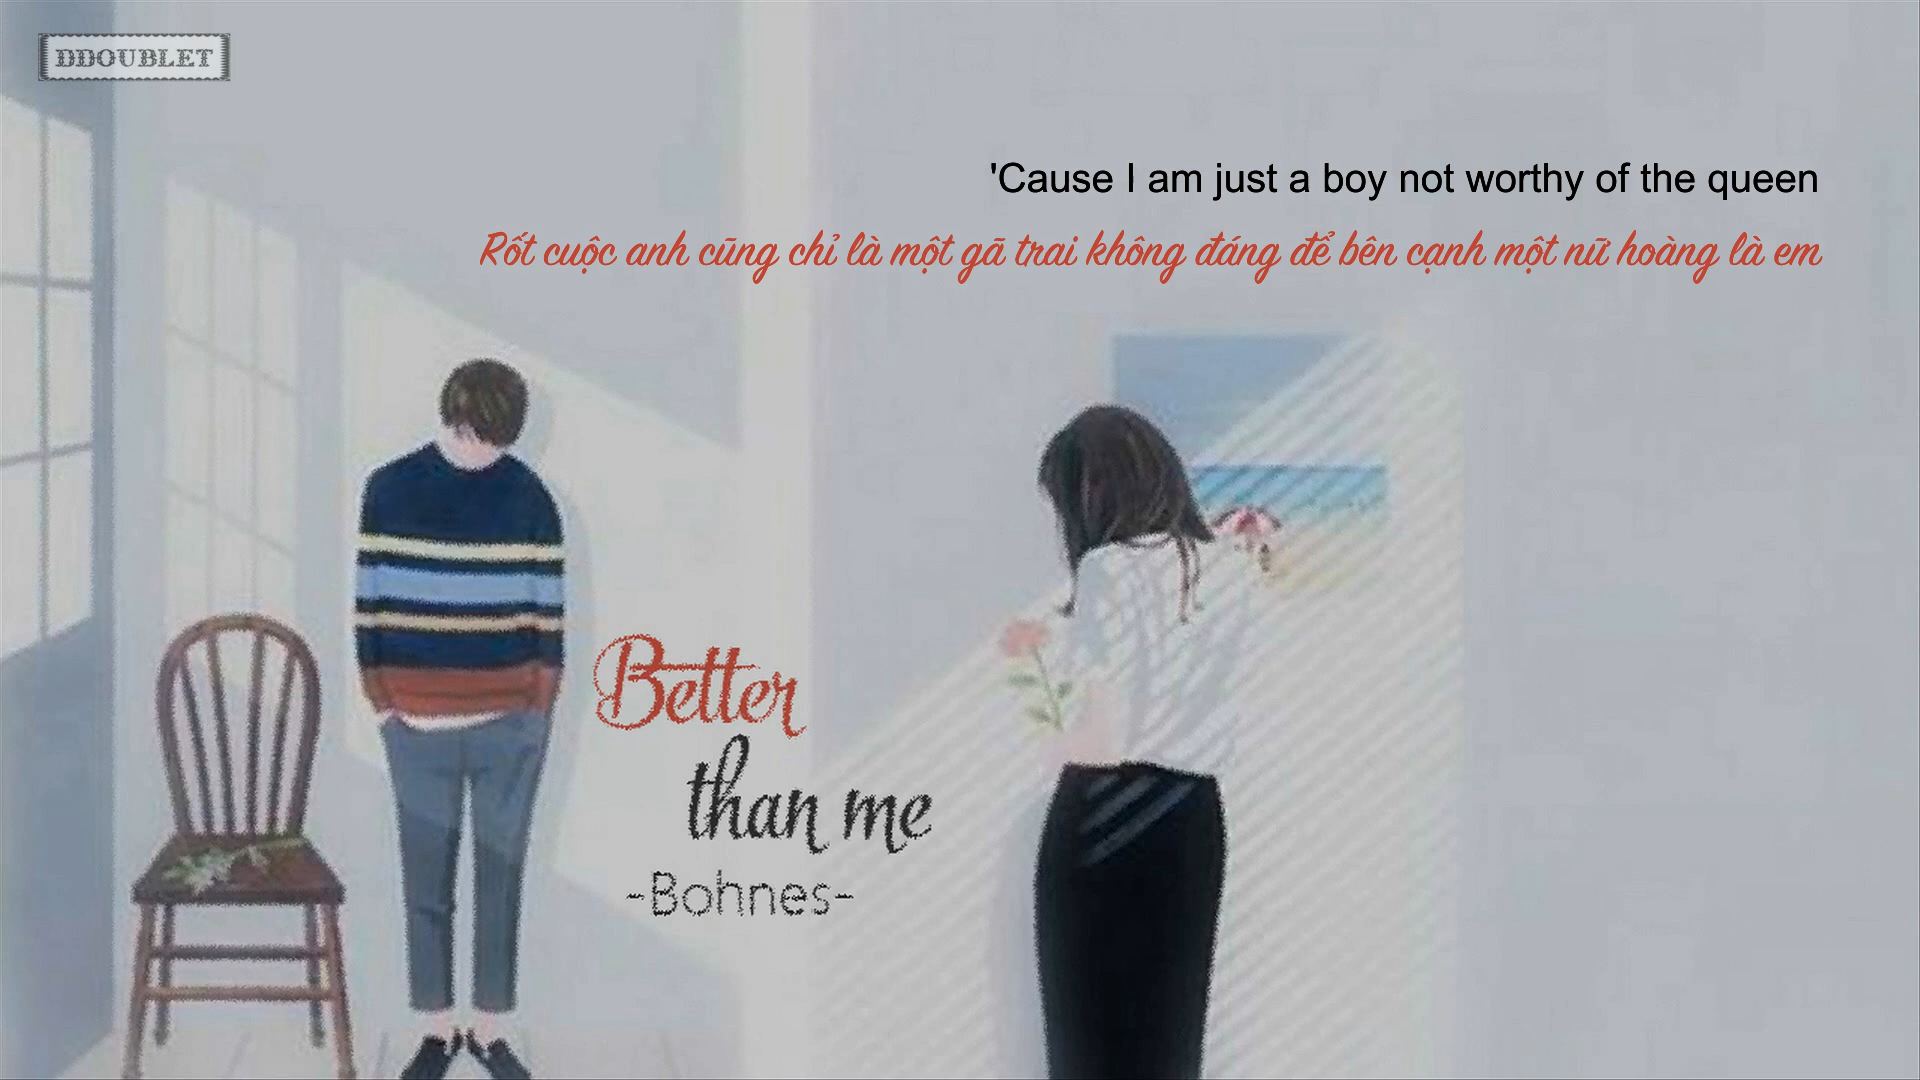 DDOUBLET
'Cause I am just a boy not worthy of the queen
Rốt cuộc anh cũng chỉ là một gã trai không đáng để bên cạnh một nữ hoàng là em
Better
than me
-Bohnes-